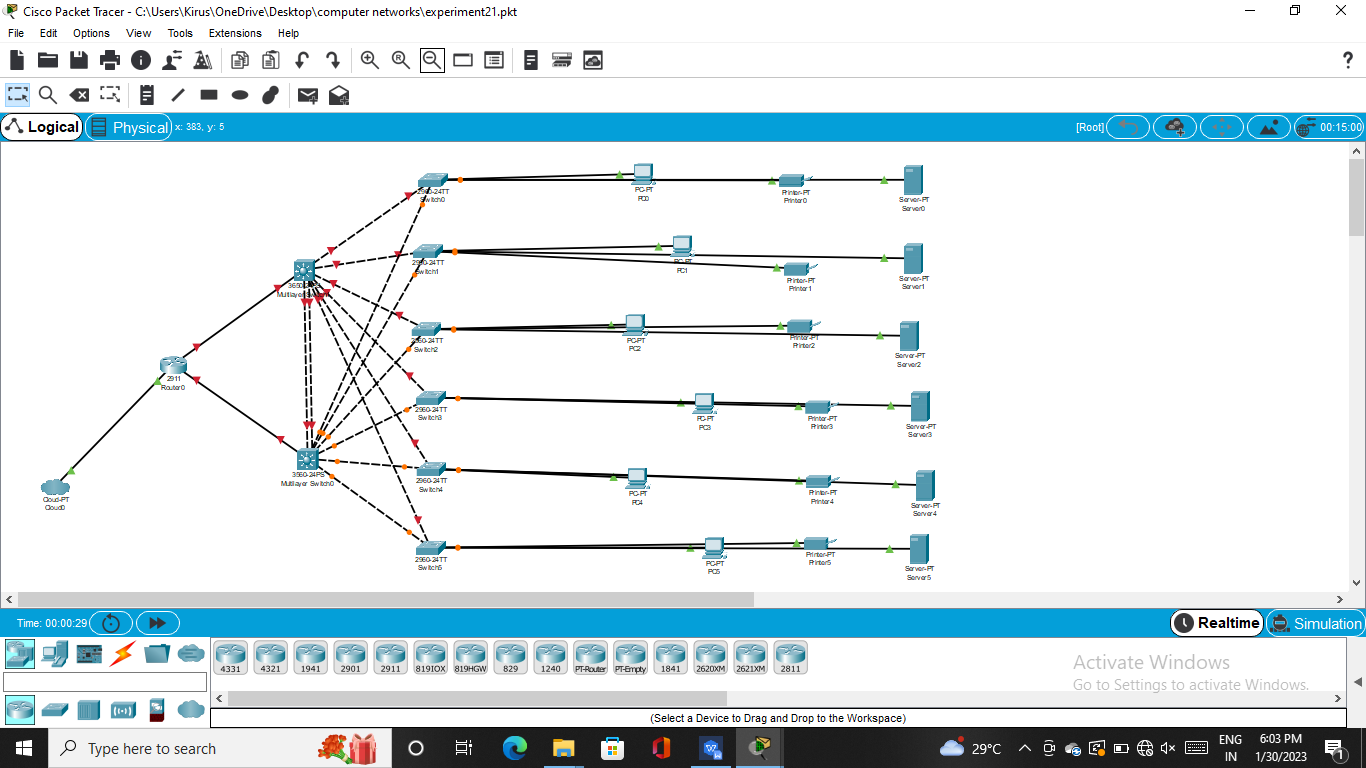 Cisco Packet Tracer - C:\Users\Kirus\OneDrive\Desktop\computer networks\experiment21.pkt
File Edit Options View Tools Extensions Help
Logical Physical x: 383, y: 5 [Root] 00:15:00
2960-24TT
Switch0
PC-PT
PC0
Printer-PT
Printer0
Server-PT
Server0
2960-24TT
Switch1
PC-PT
PC1
Printer-PT
Printer1
Server-PT
Server1
Multilayer
2960-24TT
Switch2
PC-PT
PC2
Printer-PT
Printer2
Server-PT
Server2
2911
Router0
2960-24TT
Switch3
PC-PT
PC3
Printer-PT
Printer3
Server-PT
Server3
3560-24PS
Multilayer Switch0
2960-24TT
Switch4
PC-PT
PC4
Printer-PT
Printer4
Server-PT
Server4
Cloud-PT
Cloud0
2960-24TT
Switch5
PC-PT
PC5
Printer-PT
Printer5
Server-PT
Server5
Time: 00:00:29 Realtime Simulation
4331 4321 1941 2901 2911 819IOX 819HGW 829 1240 PT-Router PT-Empty 1841 2620XM 2621XM 2811
Activate Windows
Go to Settings to activate Windows.
(Select a Device to Drag and Drop to the Workspace)
Type here to search
29°C
ENG
IN
6:03 PM
1/30/2023
1